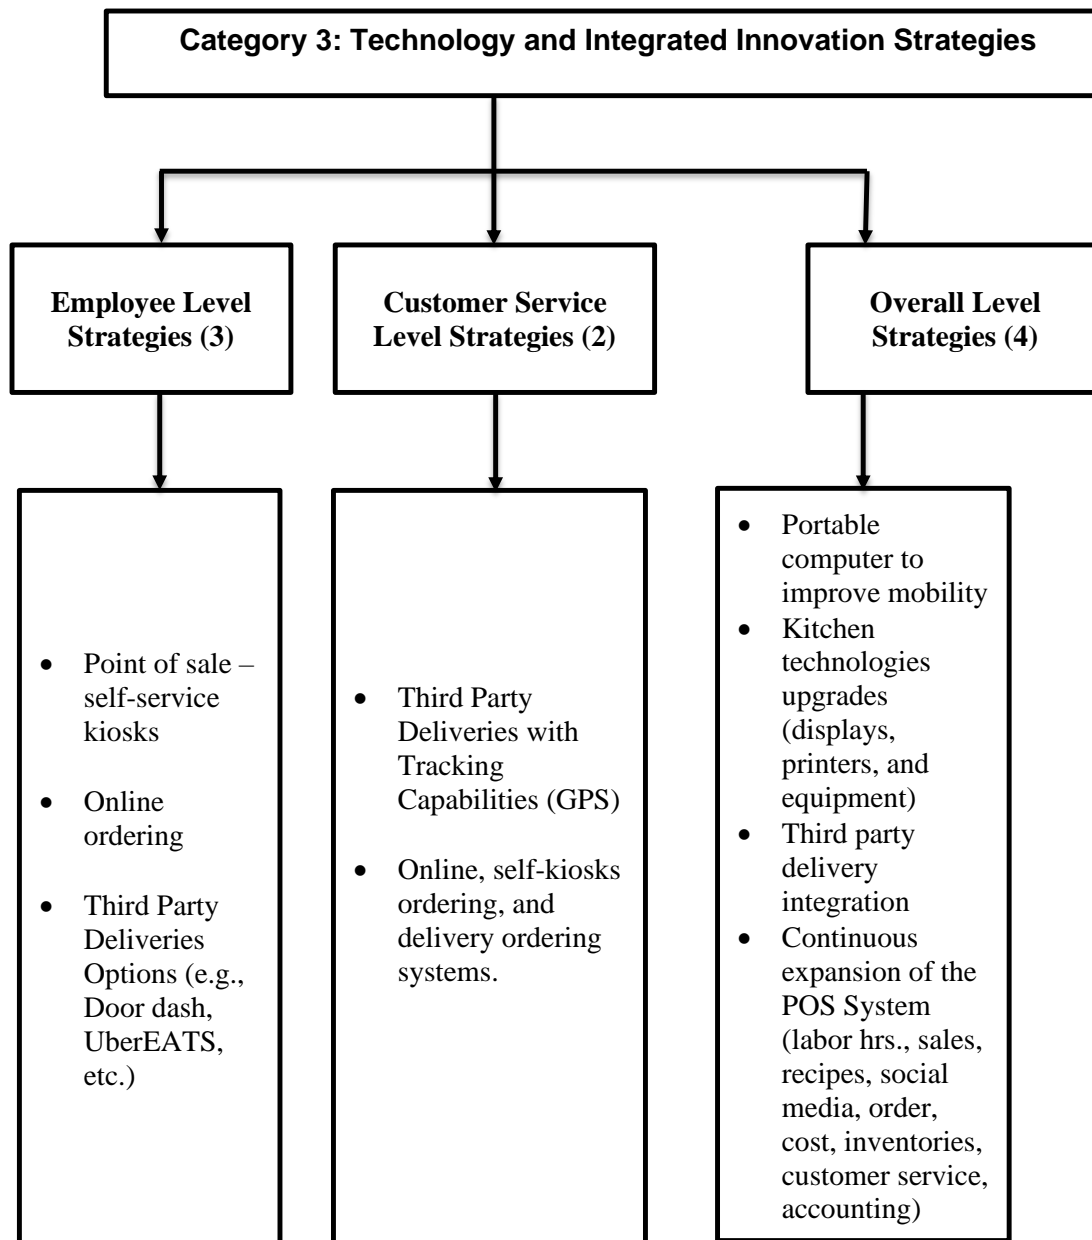 Category 3: Technology and Integrated Innovation Strategies
Employee Level
Strategies (3)
Customer Service
Level Strategies (2)
Overall Level
Strategies (4)
• Point of sale –
self-service
kiosks
• Online
ordering
• Third Party
Deliveries
Options (e.g.,
Door dash,
UberEATS,
etc.)
• Third Party
Deliveries with
Tracking
Capabilities (GPS)
• Online, self-kiosks
ordering, and
delivery ordering
systems.
• Portable
computer to
improve mobility
• Kitchen
technologies
upgrades
(displays,
printers, and
equipment)
• Third party
delivery
integration
• Continuous
expansion of the
POS System
(labor hrs., sales,
recipes, social
media, order,
cost, inventories,
customer service,
accounting)